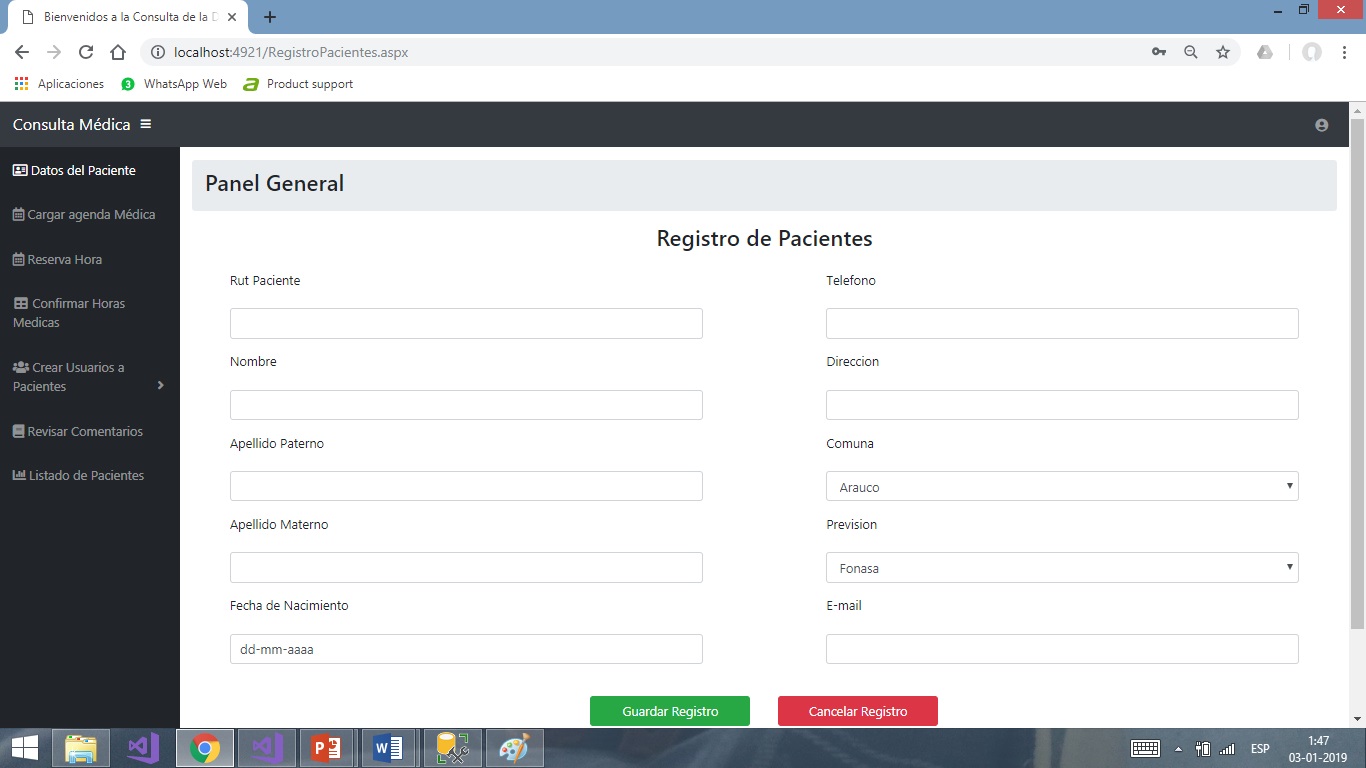 Bienvenidos a la Consulta de la D
localhost:4921/RegistroPacientes.aspx
Aplicaciones
3
WhatsApp Web
Product support
Consulta Médica
Datos del Paciente
Cargar agenda Médica
Reserva Hora
Confirmar Horas
Medicas
Crear Usuarios a
Pacientes
Revisar Comentarios
Listado de Pacientes
Panel General
Registro de Pacientes
Rut Paciente
Telefono
Nombre
Direccion
Apellido Paterno
Comuna
Arauco
Apellido Materno
Prevision
Fonasa
Fecha de Nacimiento
E-mail
dd-mm-aaaa
Guardar Registro
Cancelar Registro
ESP
1:47
03-01-2019